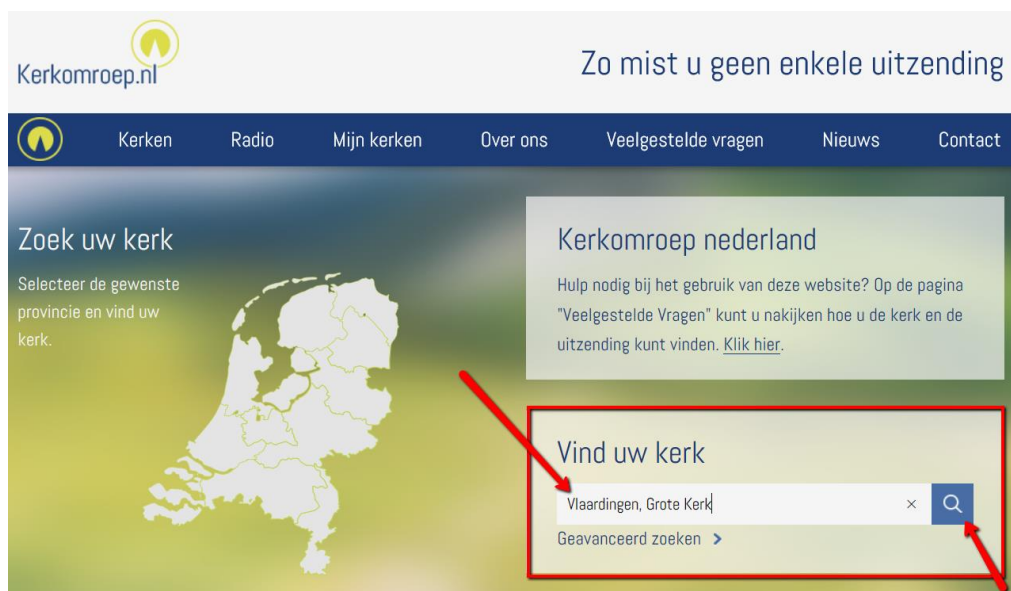 Kerkomroep.nl
Zo mist u geen enkele uitzending
Kerken Radio Mijn kerken Over ons Veelgestelde vragen Nieuws Contact
Zoek uw kerk
Selecteer de gewenste
provincie en vind uw
kerk.
Kerkomroep nederland
Hulp nodig bij het gebruik van deze website? Op de pagina
"Veelgestelde Vragen" kunt u nakijken hoe u de kerk en de
uitzending kunt vinden. Klik hier.
Vind uw kerk
Vlaardingen, Grote Kerk
Geavanceerd zoeken